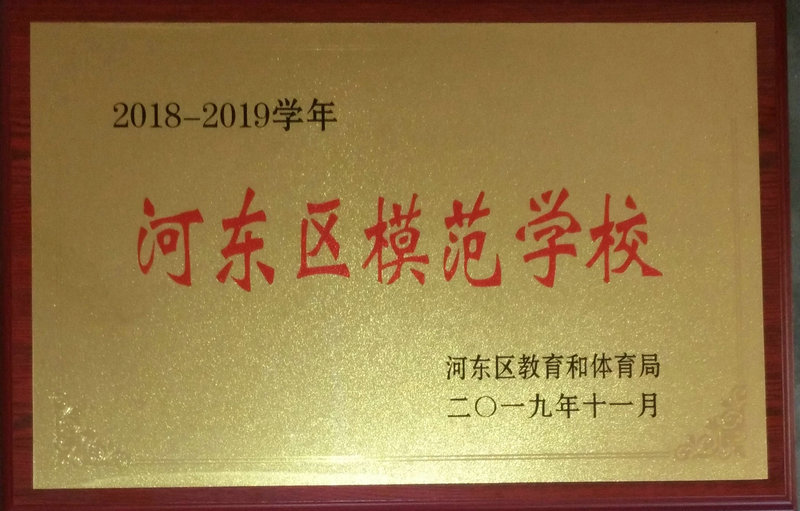 2018-2019学年
河东区模范学校
河东区教育和体育局
二〇一九年十一月